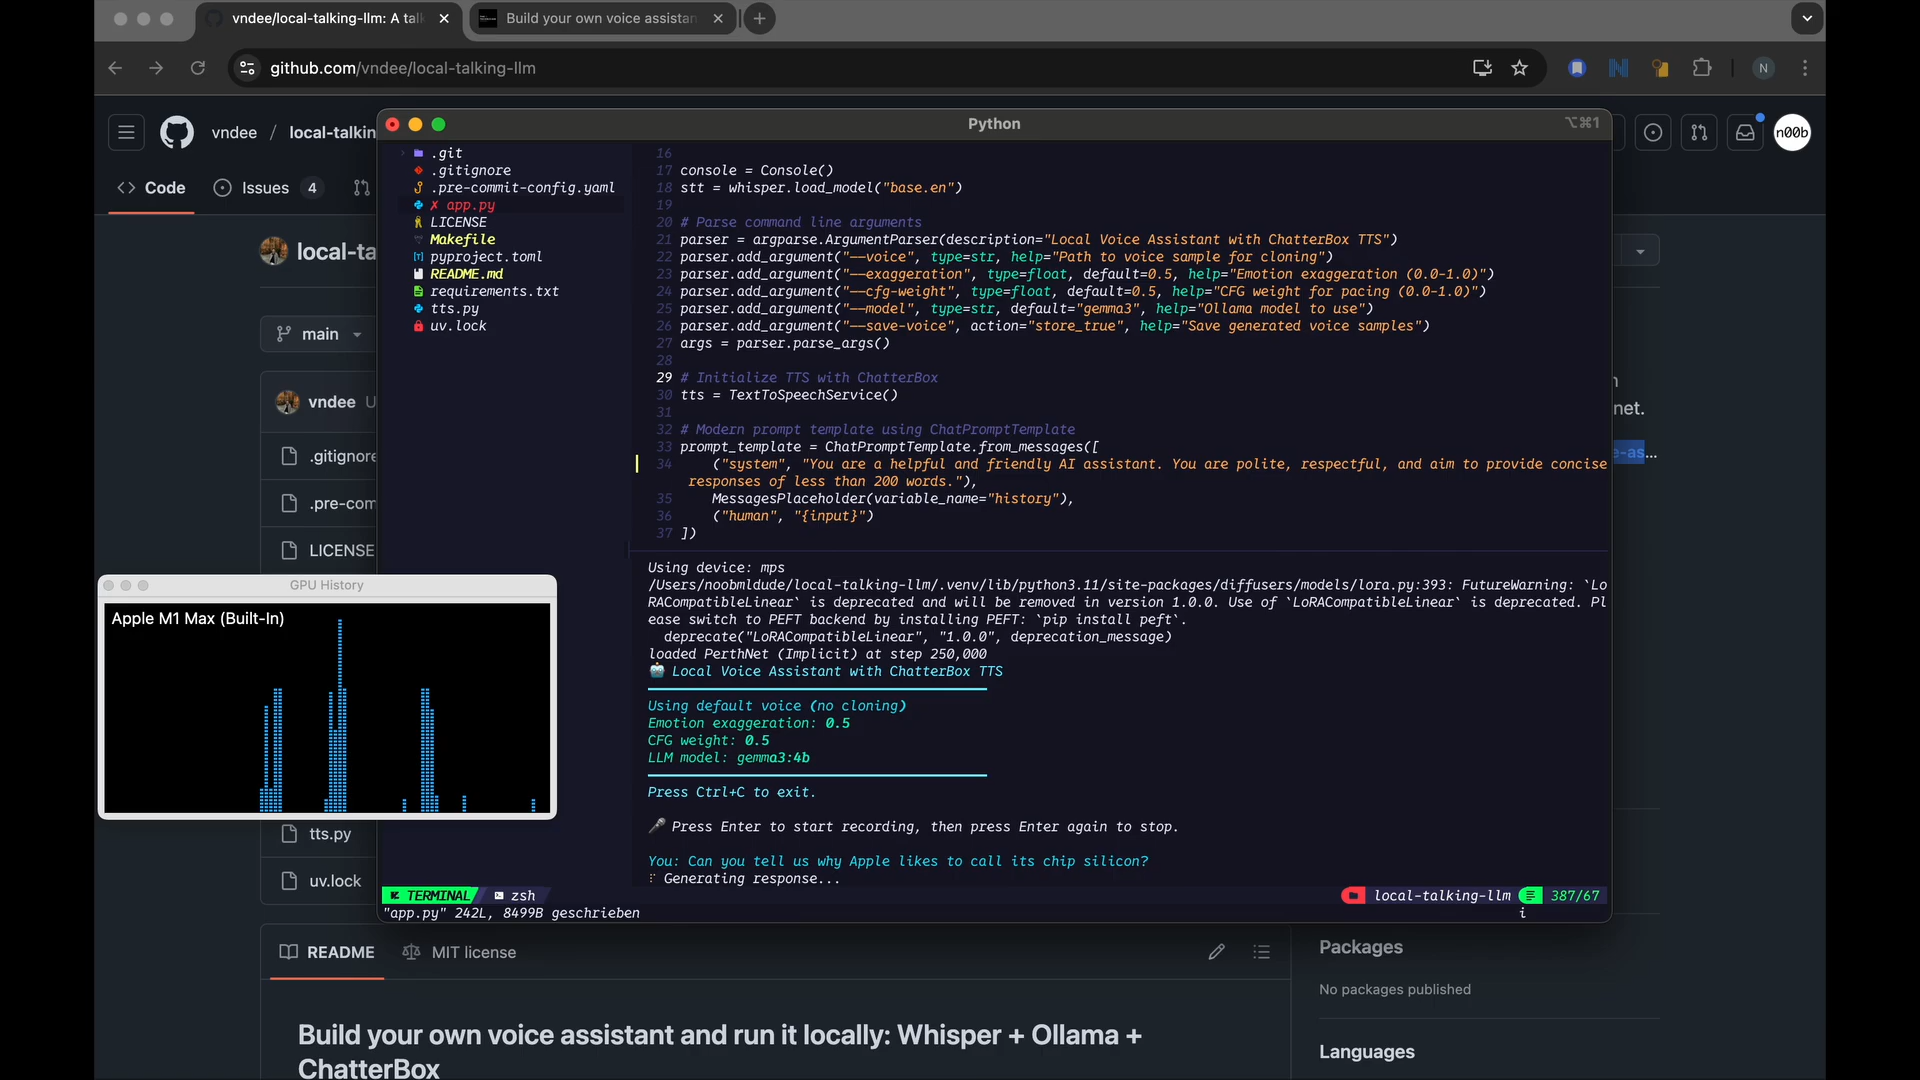 vndee/local-talking-llm: A talk
Build your own voice assistan
github.com/vndee/local-talking-llm
N
vndee / local-talkin
n00b
Code
Issues 4
local-ta
main
vndee U
.gitignore
.pre-com
LICENSE
tts.py
uv.lock
net.
e-as...
Python
⌥⌘1
.git
.gitignore
.pre-commit-config.yaml
✗ app.py
LICENSE
Makefile
pyproject.toml
README.md
requirements.txt
tts.py
uv.lock
16
17 console = Console()
18 stt = whisper.load_model("base.en")
19
20 # Parse command line arguments
21 parser = argparse.ArgumentParser(description="Local Voice Assistant with ChatterBox TTS")
22 parser.add_argument("--voice", type=str, help="Path to voice sample for cloning")
23 parser.add_argument("--exaggeration", type=float, default=0.5, help="Emotion exaggeration (0.0-1.0)")
24 parser.add_argument("--cfg-weight", type=float, default=0.5, help="CFG weight for pacing (0.0-1.0)")
25 parser.add_argument("--model", type=str, default="gemma3", help="Ollama model to use")
26 parser.add_argument("--save-voice", action="store_true", help="Save generated voice samples")
27 args = parser.parse_args()
28
29 # Initialize TTS with ChatterBox
30 tts = TextToSpeechService()
31
32 # Modern prompt template using ChatPromptTemplate
33 prompt_template = ChatPromptTemplate.from_messages([
34 ("system", "You are a helpful and friendly AI assistant. You are polite, respectful, and aim to provide concise
responses of less than 200 words."),
35 MessagesPlaceholder(variable_name="history"),
36 ("human", "{input}")
37 ])
Using device: mps
/Users/noobmldude/local-talking-llm/.venv/lib/python3.11/site-packages/diffusers/models/lora.py:393: FutureWarning: `Lo
RACompatibleLinear` is deprecated and will be removed in version 1.0.0. Use of `LoRACompatibleLinear` is deprecated. Pl
ease switch to PEFT backend by installing PEFT: `pip install peft`.
deprecate("LoRACompatibleLinear", "1.0.0", deprecation_message)
loaded PerthNet (Implicit) at step 250,000
🤖 Local Voice Assistant with ChatterBox TTS
Using default voice (no cloning)
Emotion exaggeration: 0.5
CFG weight: 0.5
LLM model: gemma3:4b
Press Ctrl+C to exit.
🎤 Press Enter to start recording, then press Enter again to stop.
You: Can you tell us why Apple likes to call its chip silicon?
Generating response...
TERMINAL zsh
local-talking-llm 387/67
"app.py" 242L, 8499B geschrieben
i
GPU History
Apple M1 Max (Built-In)
README
MIT license
Build your own voice assistant and run it locally: Whisper + Ollama +
ChatterBox
Packages
No packages published
Languages